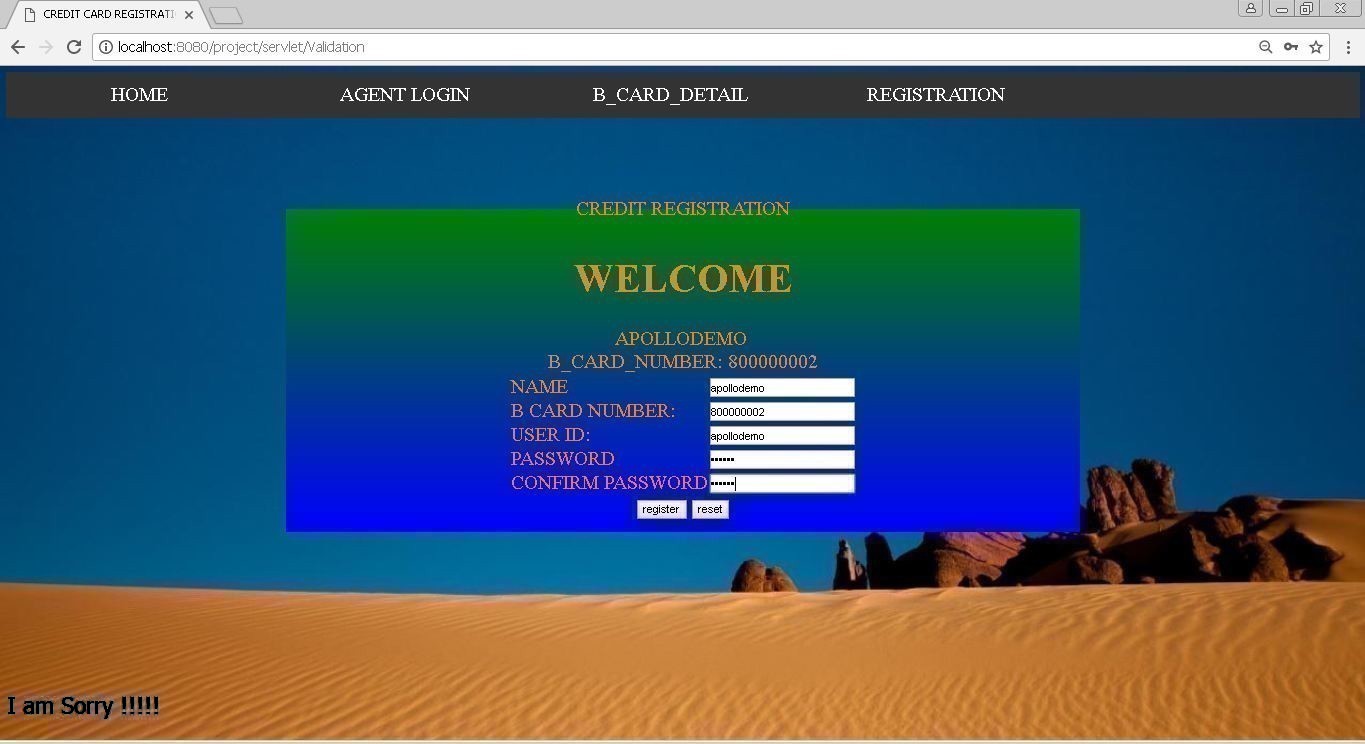 CREDIT CARD REGISTRATI
localhost:8080/project/servlet/Validation
HOME AGENT LOGIN B_CARD_DETAIL REGISTRATION
CREDIT REGISTRATION
WELCOME
APOLLODEMO
B_CARD_NUMBER: 800000002
NAME apollodemo
B CARD NUMBER: 800000002
USER ID: apollodemo
PASSWORD ••••••
CONFIRM PASSWORD ••••••
register reset
I am Sorry !!!!!